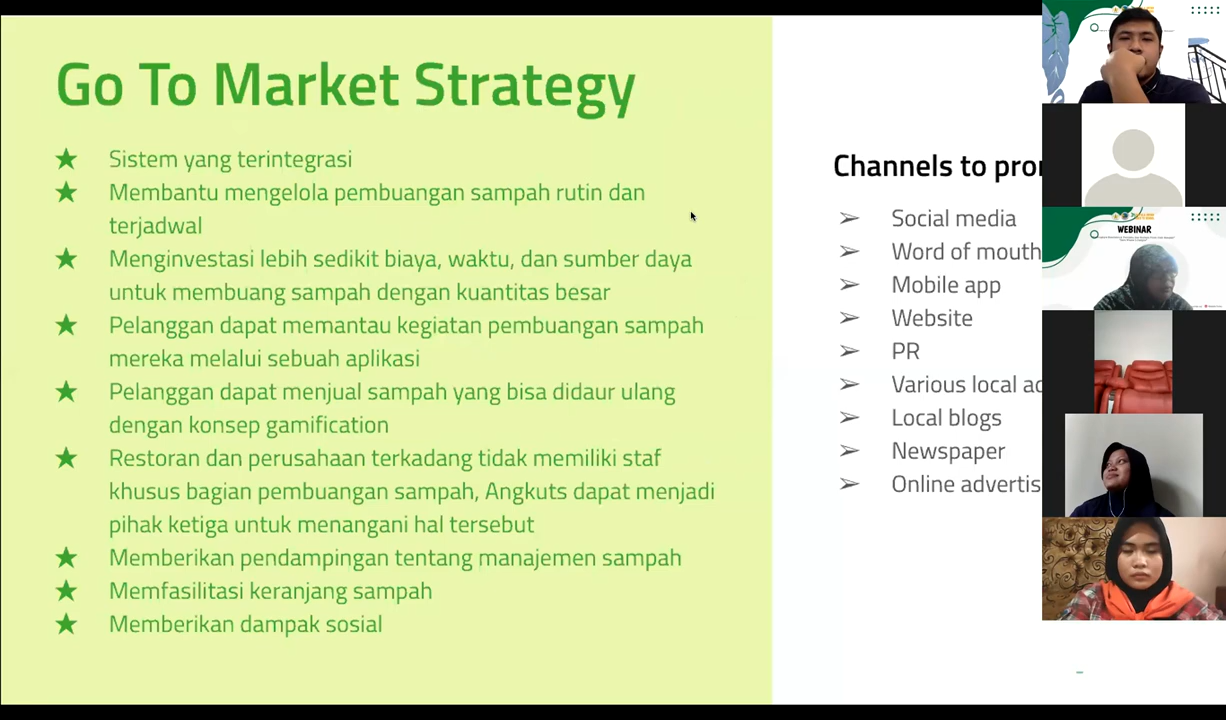 Go To Market Strategy
★ Sistem yang terintegrasi
★ Membantu mengelola pembuangan sampah rutin dan
terjadwal
★ Menginvestasi lebih sedikit biaya, waktu, dan sumber daya
untuk membuang sampah dengan kuantitas besar
★ Pelanggan dapat memantau kegiatan pembuangan sampah
mereka melalui sebuah aplikasi
★ Pelanggan dapat menjual sampah yang bisa didaur ulang
dengan konsep gamification
★ Restoran dan perusahaan terkadang tidak memiliki staf
khusus bagian pembuangan sampah, Angkuts dapat menjadi
pihak ketiga untuk menangani hal tersebut
★ Memberikan pendampingan tentang manajemen sampah
★ Memfasilitasi keranjang sampah
★ Memberikan dampak sosial
Channels to pro
➢ Social media
➢ Word of mouth
➢ Mobile app
➢ Website
➢ PR
➢ Various local ad
➢ Local blogs
➢ Newspaper
➢ Online advertis
WEBINAR